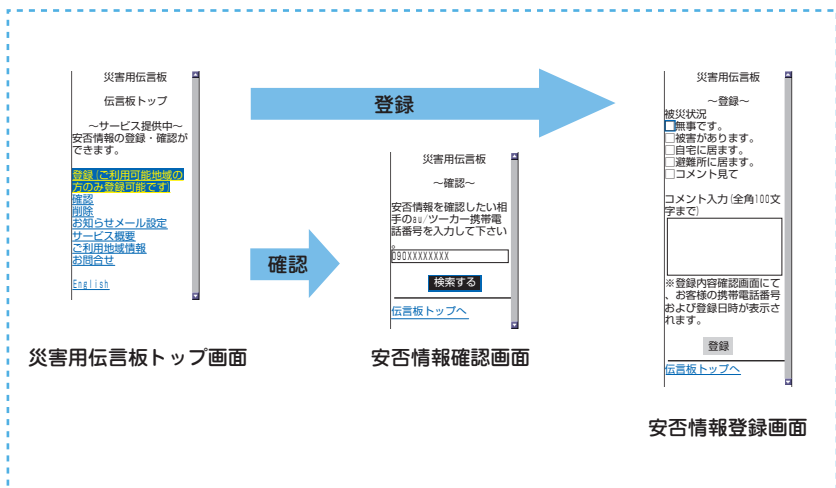 災害用伝言板
伝言板トップ
～サービス提供中～
安否情報の登録・確認が
できます。
登録(ご利用可能地域の
方のみ登録可能です)
確認
削除
お知らせメール設定
サービス概要
ご利用地域情報
お問合せ
English
災害用伝言板トップ画面
登録
確認
災害用伝言板
～確認～
安否情報を確認したい相
手のau/ツーカー携帯電
話番号を入力して下さい
。
090XXXXXXXX
検索する
伝言板トップへ
安否情報確認画面
災害用伝言板
～登録～
被災状況
無事です。
被害があります。
自宅に居ます。
避難所に居ます。
コメント見て
コメント入力(全角100文
字まで)
※登録内容確認画面にて
、お客様の携帯電話番号
および登録日時が表示さ
れます。
登録
伝言板トップへ
安否情報登録画面